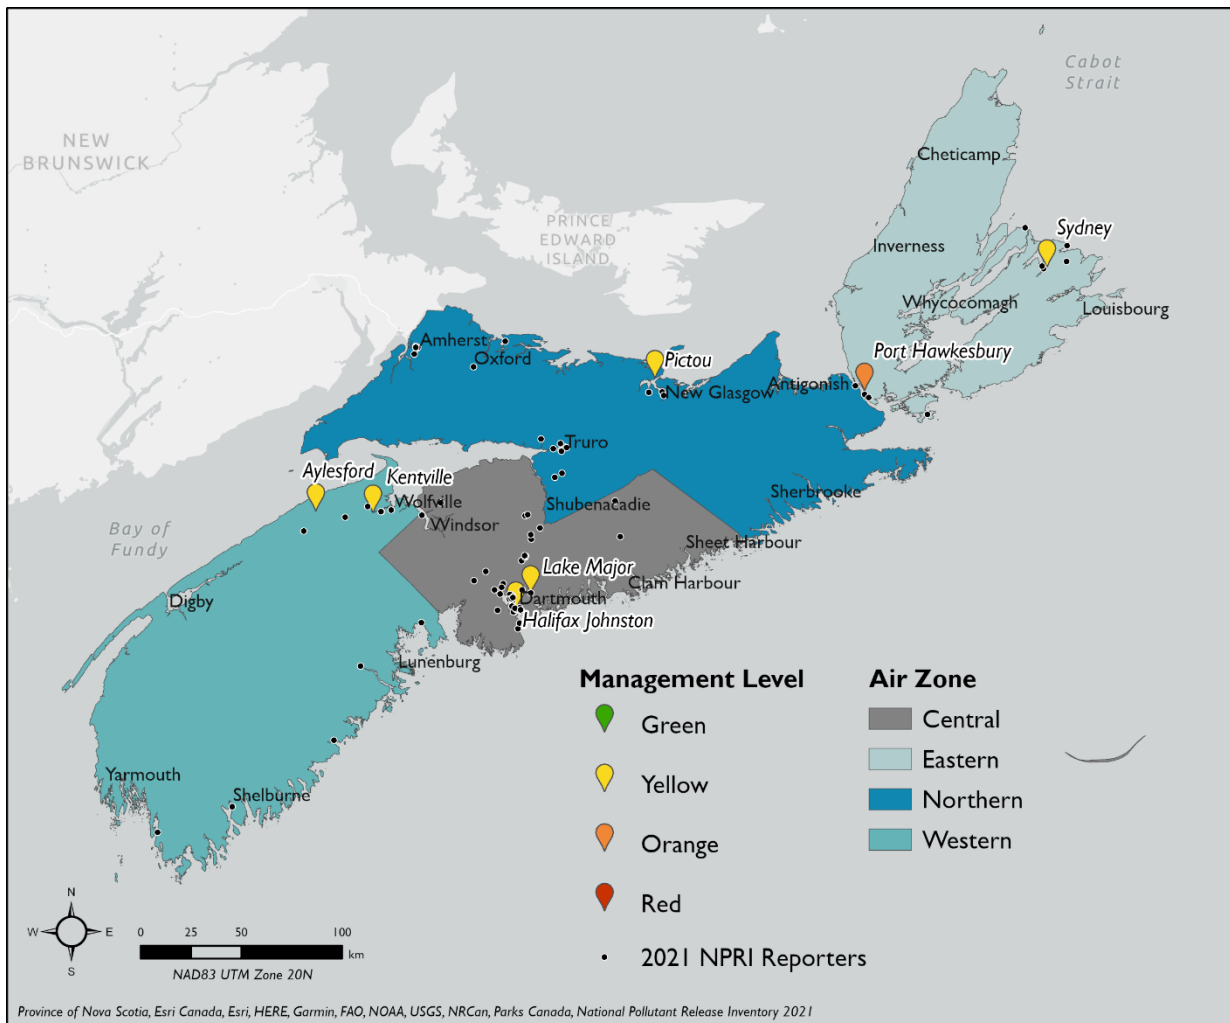 Cabot
Strait
NEW
BRUNSWICK
Cheticamp
PRINCE
EDWARD
ISLAND
Sydney
Inverness
Whycocomagh
Louisbourg
Amherst
Oxford
Pictou
Port Hawkesbury
New Glasgow
Antigonish
Truro
Aylesford
Kentville
Wolfville
Windsor
Shubenacadie
Sherbrooke
Bay of
Fundy
Sheet Harbour
Lake Major
Clam Harbour
Digby
Dartmouth
Halifax Johnston
Lunenburg
Yarmouth
Shelburne
Management Level
Green
Yellow
Orange
Red
2021 NPRI Reporters
Air Zone
Central
Eastern
Northern
Western
N
W
E
S
0 25 50 100
km
NAD83 UTM Zone 20N
Province of Nova Scotia, Esri Canada, Esri, HERE, Garmin, FAO, NOAA, USGS, NRCan, Parks Canada, National Pollutant Release Inventory 2021